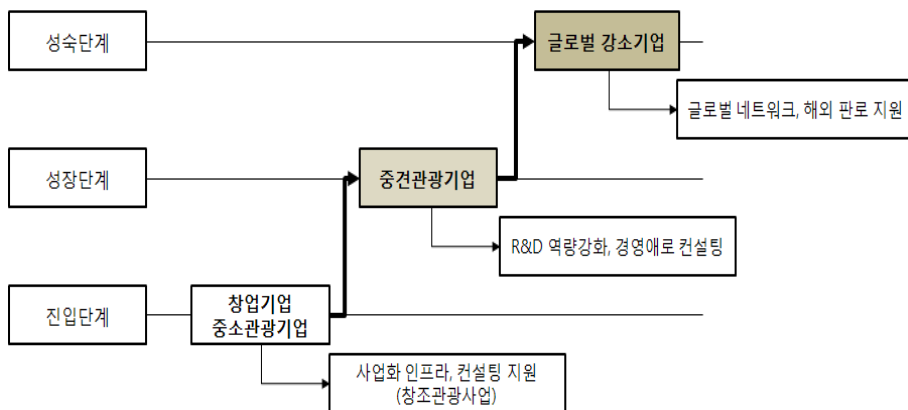 성숙단계
글로벌 강소기업
글로벌 네트워크, 해외 판로 지원
성장단계
중견관광기업
R&D 역량강화, 경영애로 컨설팅
진입단계
창업기업
중소관광기업
사업화 인프라, 컨설팅 지원
(창조관광사업)